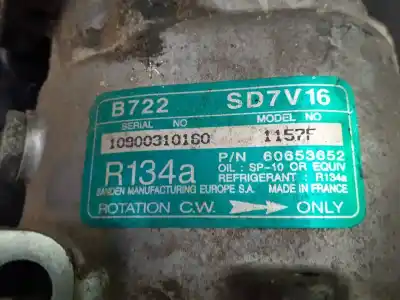 B722 SD7V16
SERIAL NO MODEL NO
10900310160 1157F
P/N 60653652
R134a OIL : SP-10 OR EQUIV
REFRIGERANT : R134a
SANDEN MANUFACTURING EUROPE S.A. MADE IN FRANCE
ROTATION C.W. ONLY